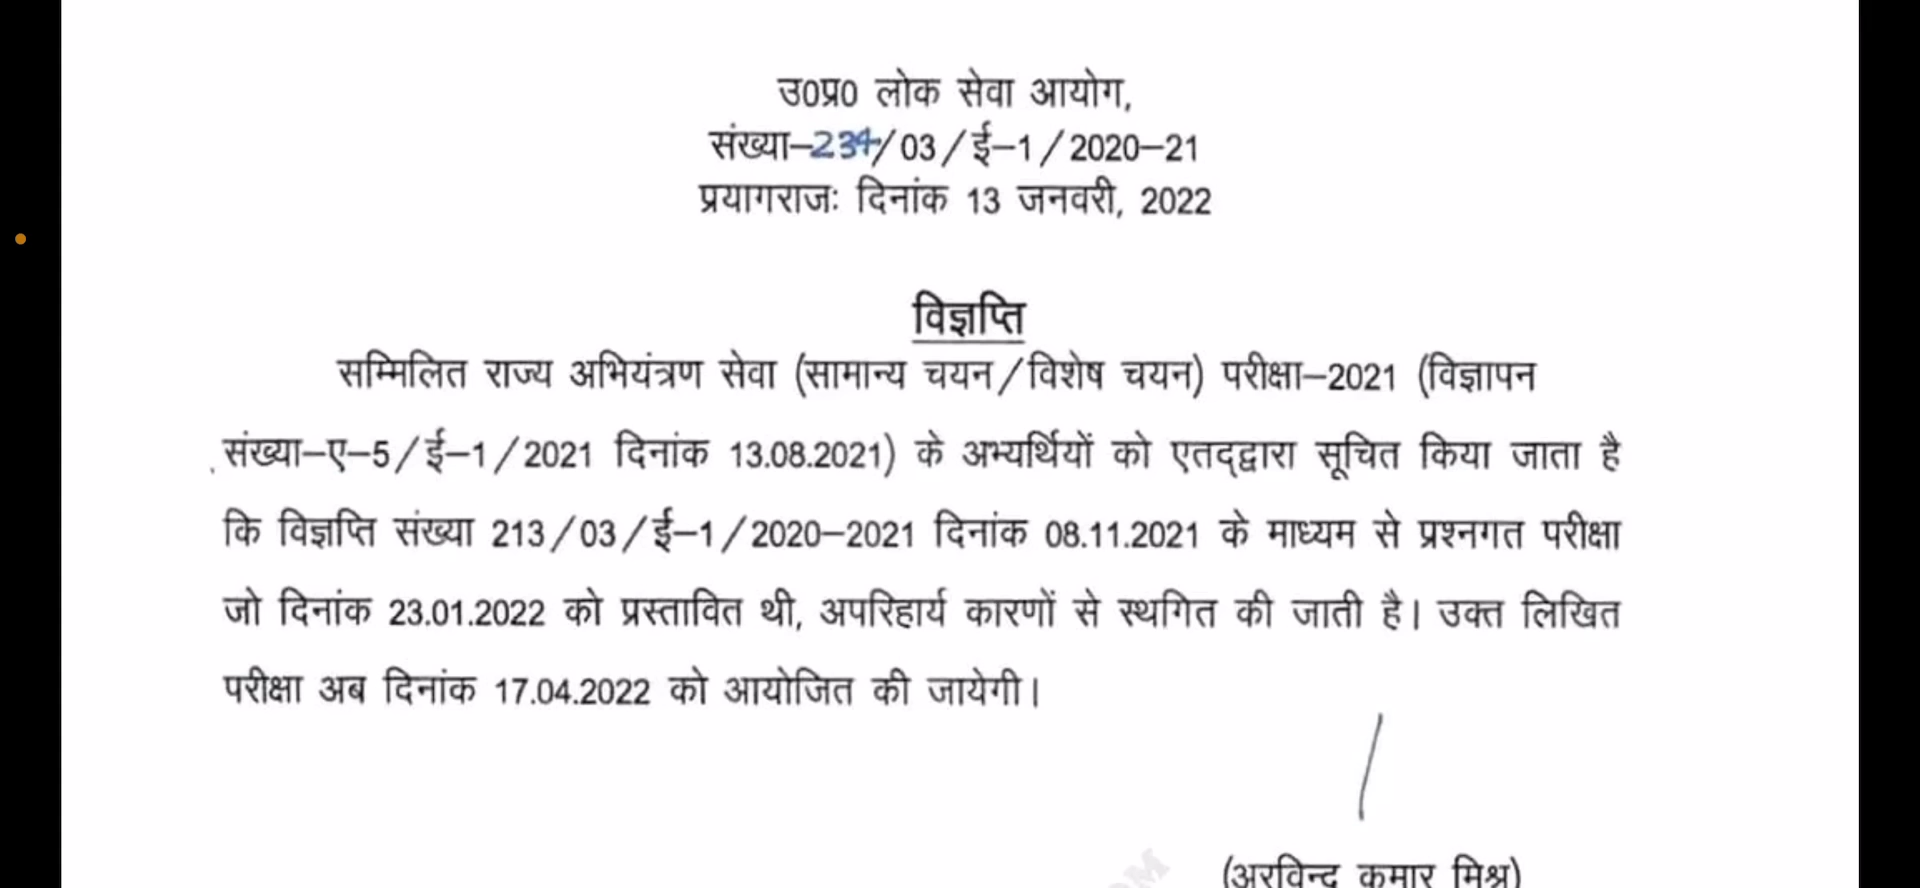 उ0प्र0 लोक सेवा आयोग,
संख्या–234/03/ई–1/2020–21
प्रयागराजः दिनांक 13 जनवरी, 2022
विज्ञप्ति
सम्मिलित राज्य अभियंत्रण सेवा (सामान्य चयन/विशेष चयन) परीक्षा–2021 (विज्ञापन
संख्या–ए–5/ई–1/2021 दिनांक 13.08.2021) के अभ्यर्थियों को एतद्द्वारा सूचित किया जाता है
कि विज्ञप्ति संख्या 213/03/ई–1/2020–2021 दिनांक 08.11.2021 के माध्यम से प्रश्नगत परीक्षा
जो दिनांक 23.01.2022 को प्रस्तावित थी, अपरिहार्य कारणों से स्थगित की जाती है। उक्त लिखित
परीक्षा अब दिनांक 17.04.2022 को आयोजित की जायेगी।
(अरविन्द कुमार मिश्र)